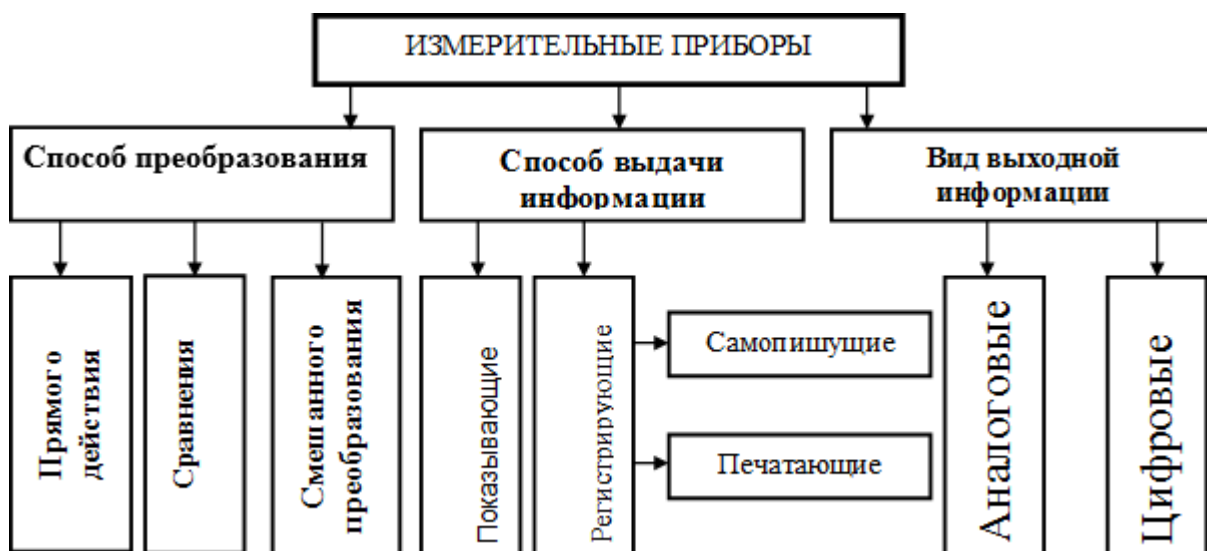 ИЗМЕРИТЕЛЬНЫЕ ПРИБОРЫ
Способ преобразования
Способ выдачи
информации
Вид выходной
информации
Прямого
действия
Сравнения
Смешанного
преобразования
Показывающие
Регистрирующие
Самопишущие
Печатающие
Аналоговые
Цифровые